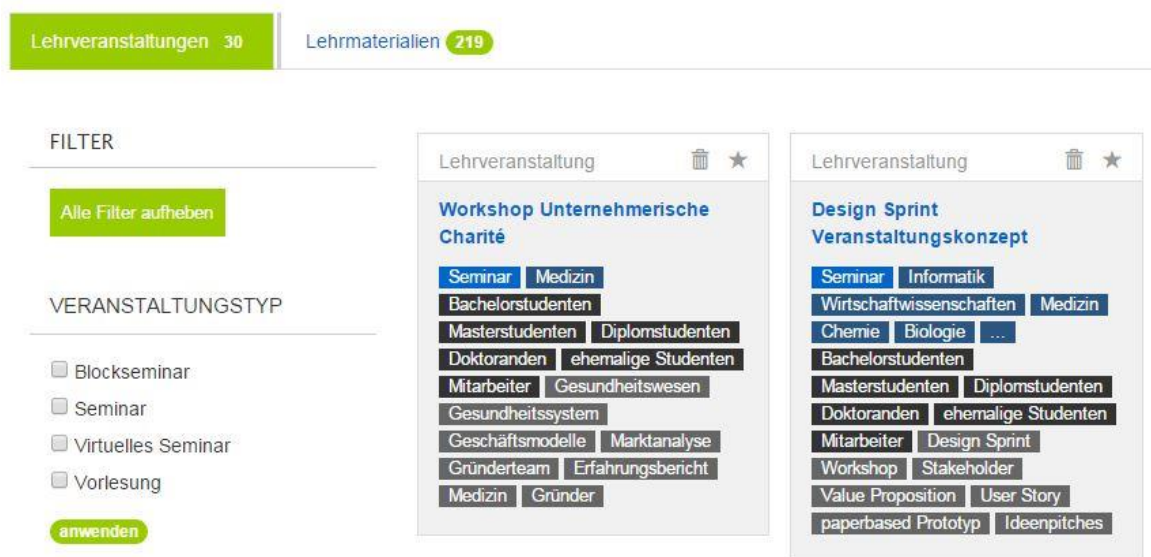 Lehrveranstaltungen 30 Lehrmaterialien 219
FILTER
Alle Filter aufheben
VERANSTALTUNGSTYP
Blockseminar
Seminar
Virtuelles Seminar
Vorlesung
anwenden
Lehrveranstaltung
Workshop Unternehmerische
Charité
Seminar Medizin
Bachelorstudenten
Masterstudenten Diplomstudenten
Doktoranden ehemalige Studenten
Mitarbeiter Gesundheitswesen
Gesundheitssystem
Geschäftsmodelle Marktanalyse
Gründerteam Erfahrungsbericht
Medizin Gründer
Lehrveranstaltung
Design Sprint
Veranstaltungskonzept
Seminar Informatik
Wirtschaftwissenschaften Medizin
Chemie Biologie ...
Bachelorstudenten
Masterstudenten Diplomstudenten
Doktoranden ehemalige Studenten
Mitarbeiter Design Sprint
Workshop Stakeholder
Value Proposition User Story
paperbased Prototyp Ideenpitches